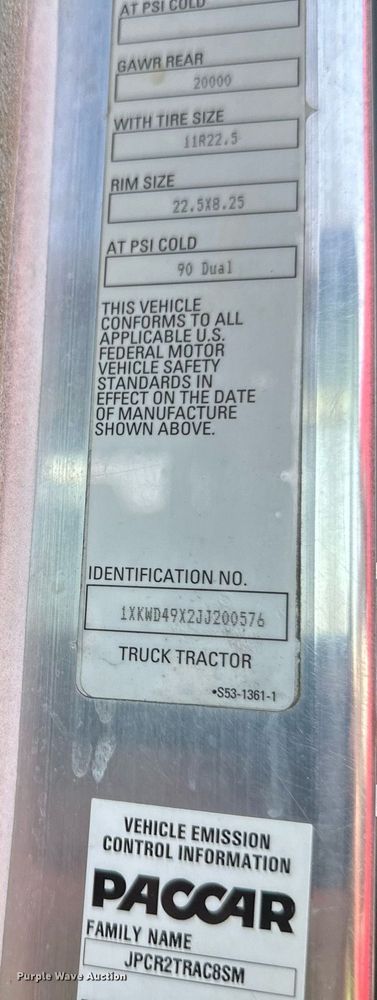 AT PSI COLD
GAWR REAR
20000
WITH TIRE SIZE
11R22.5
RIM SIZE
22.5X8.25
AT PSI COLD
90 Dual
THIS VEHICLE
CONFORMS TO ALL
APPLICABLE U.S.
FEDERAL MOTOR
VEHICLE SAFETY
STANDARDS IN
EFFECT ON THE DATE
OF MANUFACTURE
SHOWN ABOVE.
IDENTIFICATION NO.
1XKWD49X2JJ200576
TRUCK TRACTOR
•S53-1361-1
VEHICLE EMISSION
CONTROL INFORMATION
PACCAR
FAMILY NAME
JPCR2TRAC8SM
Purple Wave Auction